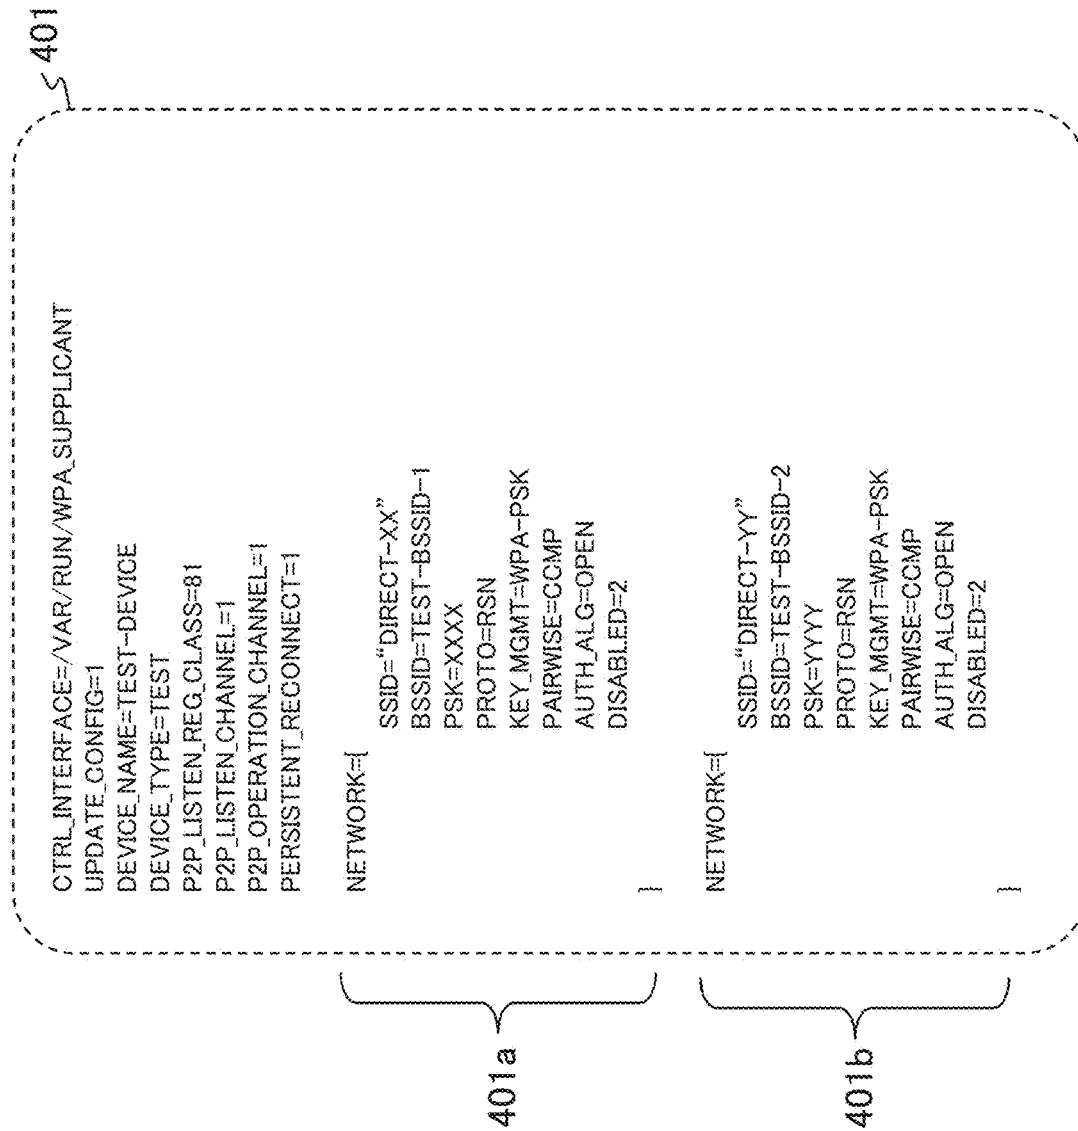 401
CTRL_INTERFACE=/VAR/RUN/WPA_SUPPLICANT
UPDATE_CONFIG=1
DEVICE_NAME=TEST-DEVICE
DEVICE_TYPE=TEST
P2P_LISTEN_REG_CLASS=81
P2P_LISTEN_CHANNEL=1
P2P_OPERATION_CHANNEL=1
PERSISTENT_RECONNECT=1
401a
NETWORK={
SSID=“DIRECT-XX”
BSSID=TEST-BSSID-1
PSK=XXXX
PROTO=RSN
KEY_MGMT=WPA-PSK
PAIRWISE=CCMP
AUTH_ALG=OPEN
DISABLED=2
}
401b
NETWORK={
SSID=“DIRECT-YY”
BSSID=TEST-BSSID-2
PSK=YYYY
PROTO=RSN
KEY_MGMT=WPA-PSK
PAIRWISE=CCMP
AUTH_ALG=OPEN
DISABLED=2
}